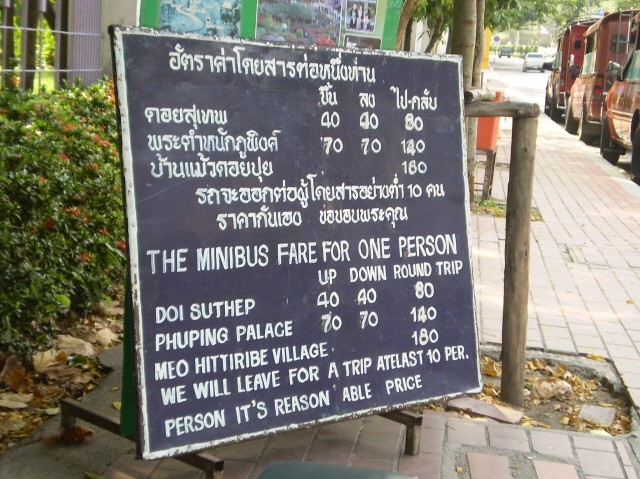 อัตราค่าโดยสารต่อหนึ่งท่าน
ขึ้น ลง ไป-กลับ
ดอยสุเทพ 40 40 80
พระตำหนักภูพิงค์ 70 70 140
บ้านแม้วดอยปุย 180
รถจะออกต่อผู้โดยสารอย่างต่ำ 10 คน
ราคากันเอง ขอขอบพระคุณ
THE MINIBUS FARE FOR ONE PERSON
UP DOWN ROUND TRIP
DOI SUTHEP 40 40 80
PHUPING PALACE 70 70 140
MEO HITTIRIBE VILLAGE. 180
WE WILL LEAVE FOR A TRIP ATELAST 10 PER.
PERSON IT'S REASON ABLE PRICE